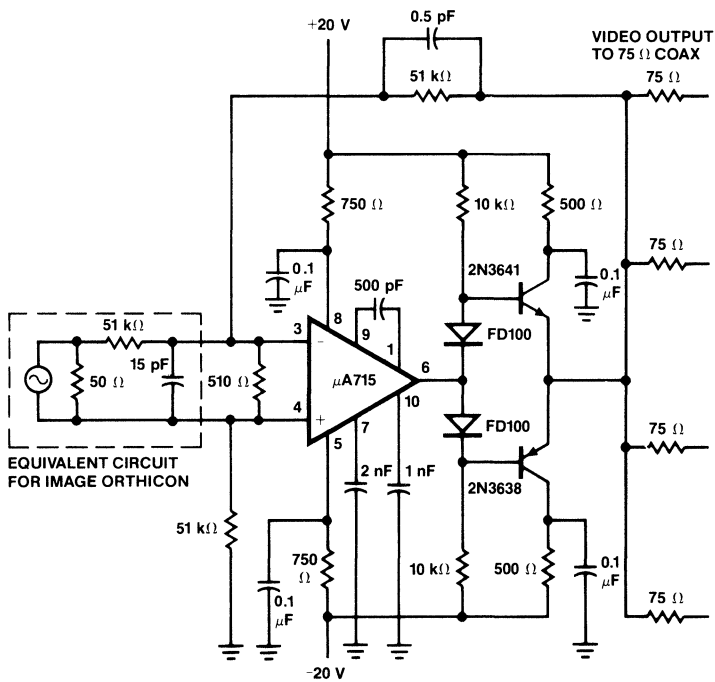 0.5 pF
+20 V
VIDEO OUTPUT
TO 75 Ω COAX
51 kΩ
75 Ω
750 Ω
10 kΩ
500 Ω
75 Ω
0.1
μF
500 pF
2N3641
0.1
μF
51 kΩ
3
8
9
FD100
15 pF
1
50 Ω
510 Ω
−
μA715
6
4
+
10
5
7
FD100
75 Ω
EQUIVALENT CIRCUIT
FOR IMAGE ORTHICON
2 nF
1 nF
2N3638
51 kΩ
750
Ω
10 kΩ
500 Ω
0.1
μF
0.1
μF
75 Ω
−20 V